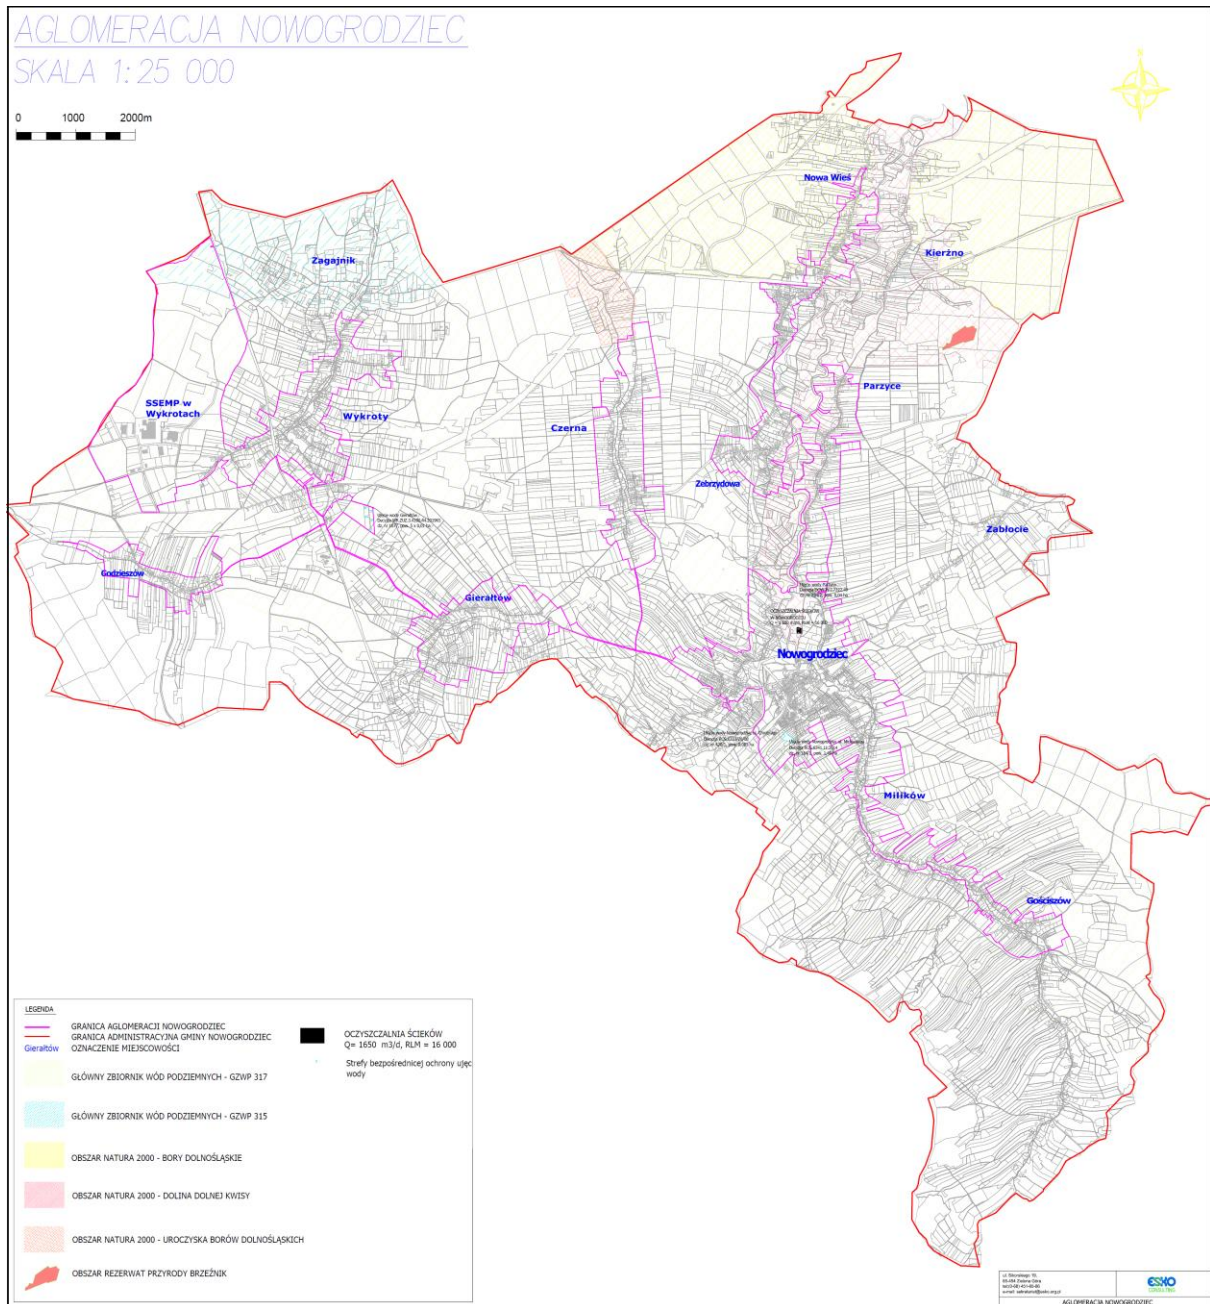 AGLOMERACJA NOWOGRODZIEC
SKALA 1:25 000
0 1000 2000m
S
Nowa Wieś
Kierżno
Zagajnik
Parzyce
SSEMP w
Wykrotach
Wykroty
Czerna
Zebrzydowa
Zabłocie
Godzieszów
Gierałtów
Nowogrodziec
Milików
Gościszów
LEGENDA
GRANICA AGLOMERACJI NOWOGRODZIEC
GRANICA ADMINISTRACYJNA GMINY NOWOGRODZIEC
Gierałtów OZNACZENIE MIEJSCOWOŚCI
GŁÓWNY ZBIORNIK WÓD PODZIEMNYCH - GZWP 317
GŁÓWNY ZBIORNIK WÓD PODZIEMNYCH - GZWP 315
OBSZAR NATURA 2000 - BORY DOLNOŚLĄSKIE
OBSZAR NATURA 2000 - DOLINA DOLNEJ KWISY
OBSZAR NATURA 2000 - UROCZYSKA BORÓW DOLNOŚLĄSKICH
OBSZAR REZERWAT PRZYRODY BRZEŹNIK
OCZYSZCZALNIA ŚCIEKÓW
Q= 1650 m3/d, RLM = 16 000
Strefy bezpośredniej ochrony ujęć
wody
ESKO
CONSULTING
AGLOMERACJA NOWOGRODZIEC